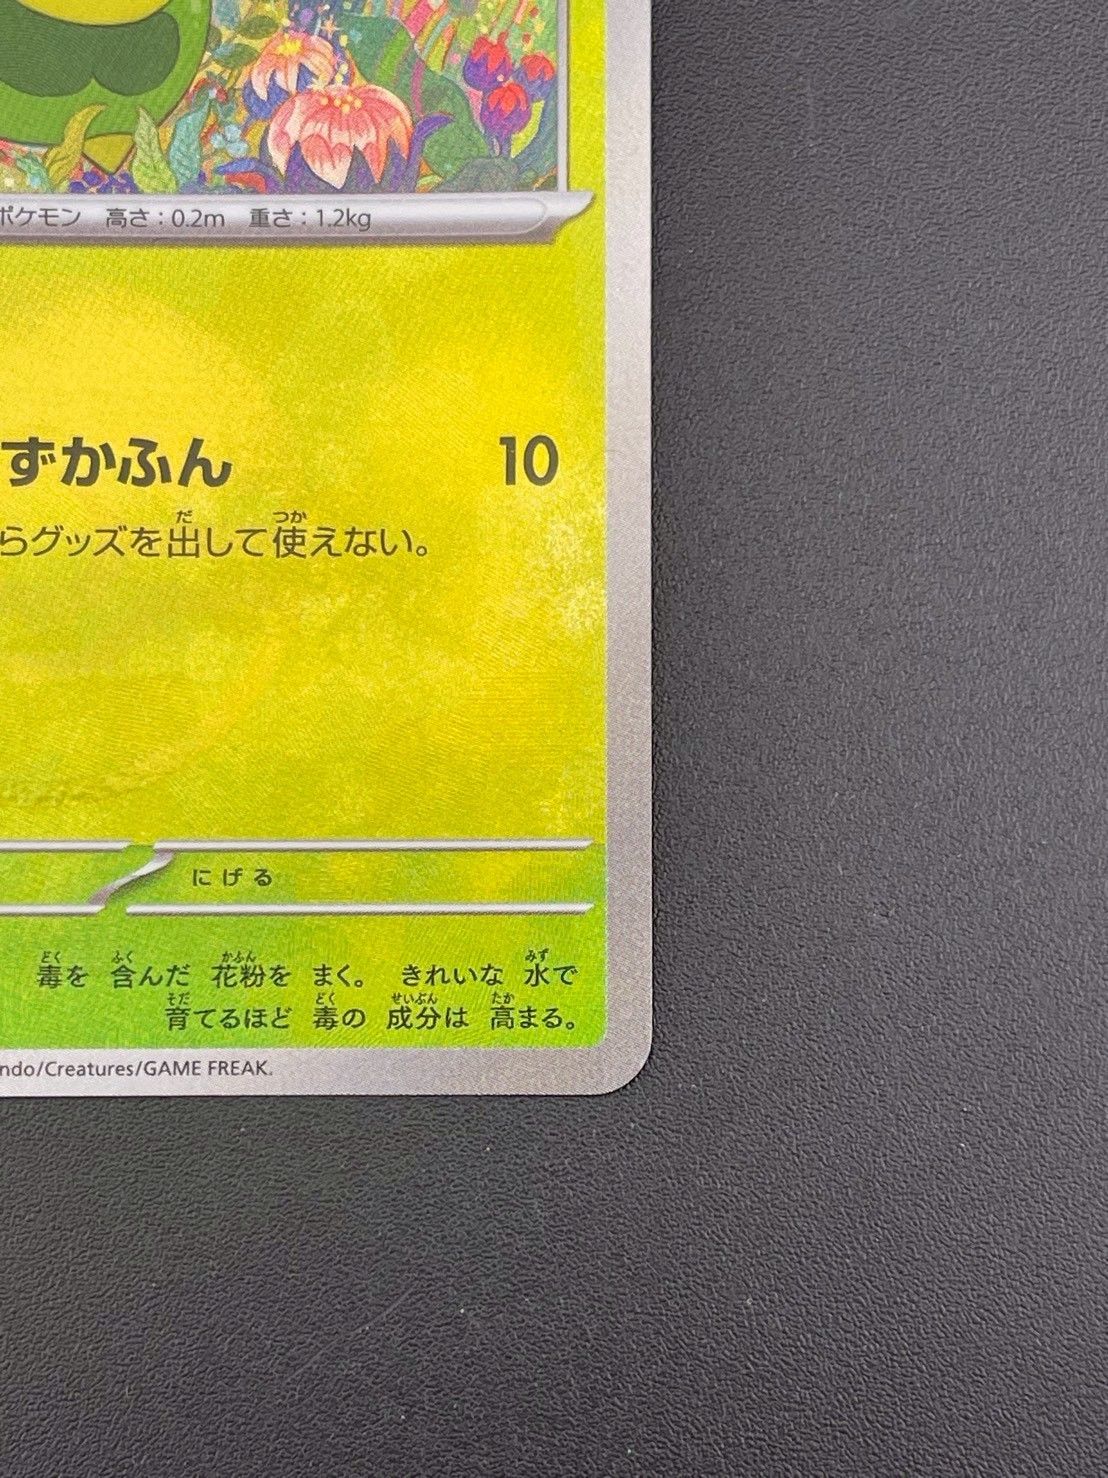 ポケモン 高さ：0.2m 重さ：1.2kg
ずかふん 10
らグッズを出して使えない。
にげる
毒を 含んだ 花粉を まく。 きれいな 水で
育てるほど 毒の 成分は 高まる。
ndo/Creatures/GAME FREAK.